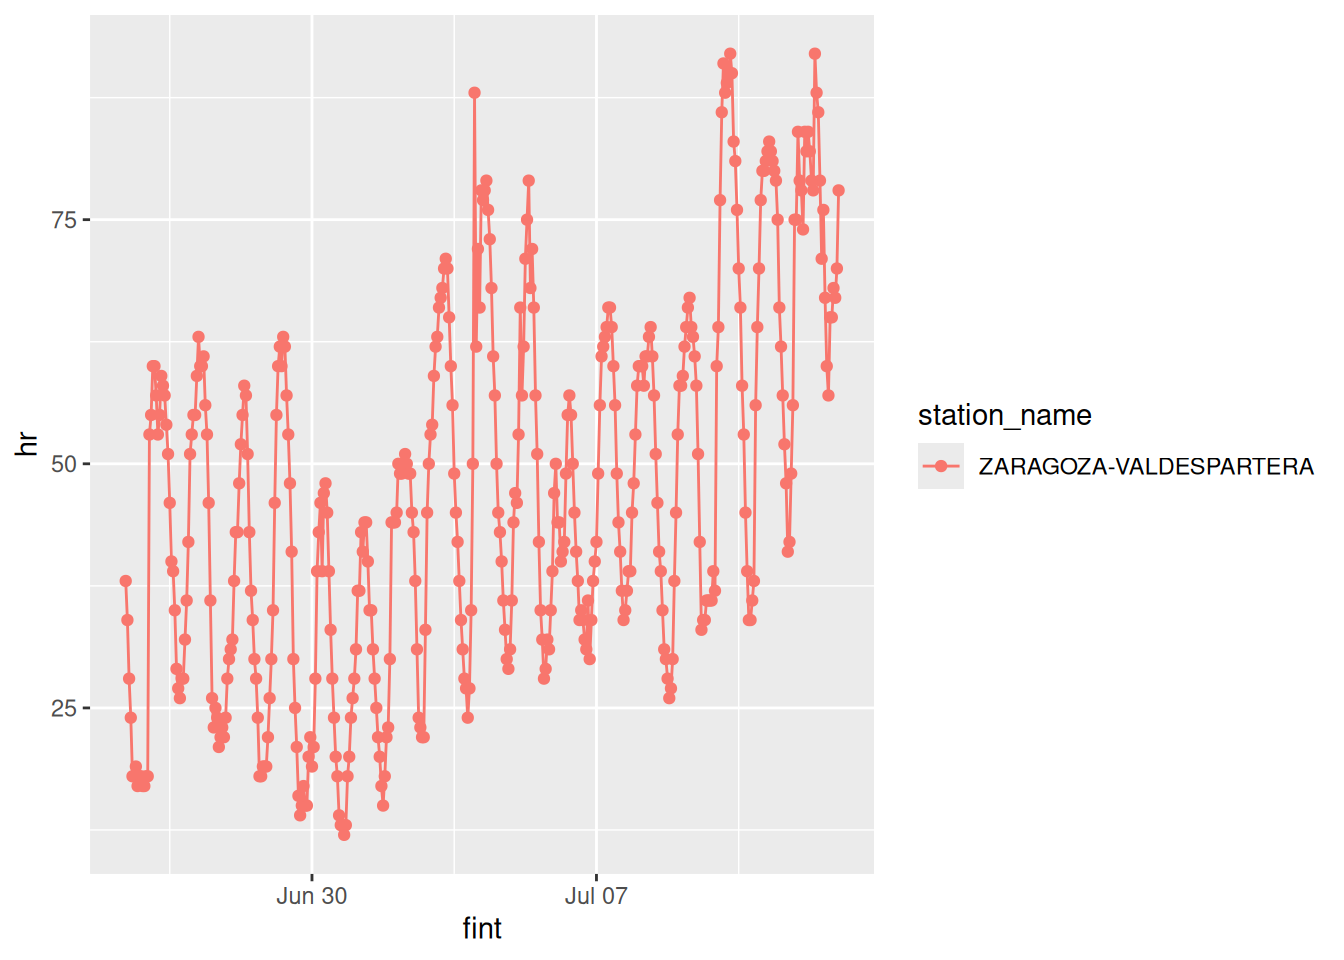 75
50
25
hr
Jun 30
Jul 07
fint
station_name
ZARAGOZA-VALDESPARTERA